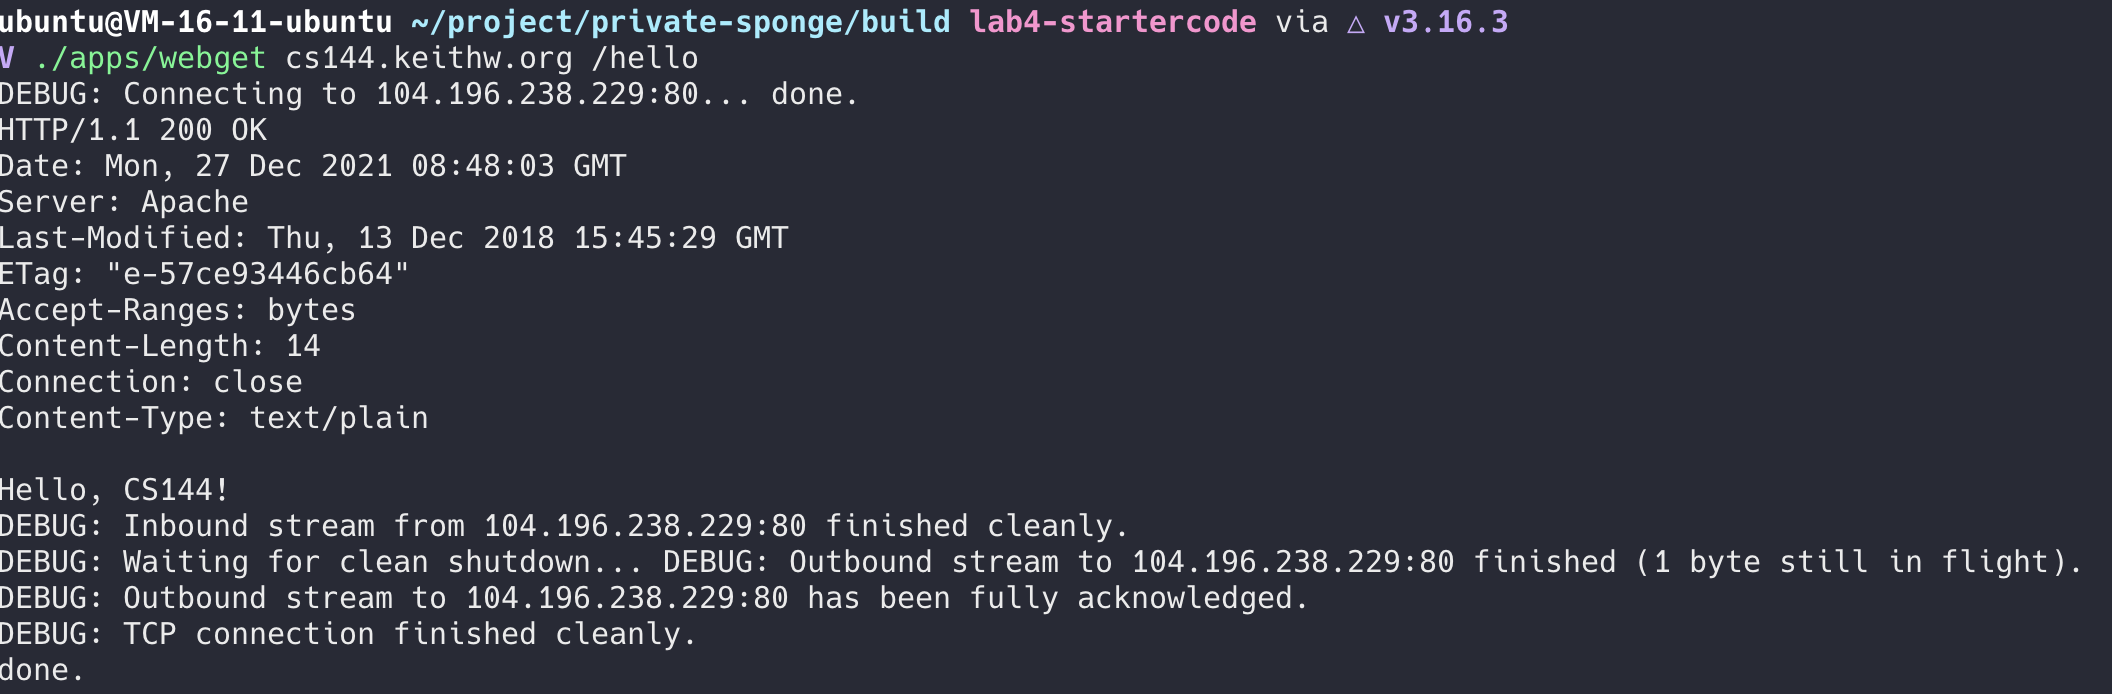 ubuntu@VM-16-11-ubuntu ~/project/private-sponge/build lab4-startercode via △ v3.16.3
V ./apps/webget cs144.keithw.org /hello
DEBUG: Connecting to 104.196.238.229:80... done.
HTTP/1.1 200 OK
Date: Mon, 27 Dec 2021 08:48:03 GMT
Server: Apache
Last-Modified: Thu, 13 Dec 2018 15:45:29 GMT
ETag: "e-57ce93446cb64"
Accept-Ranges: bytes
Content-Length: 14
Connection: close
Content-Type: text/plain
Hello, CS144!
DEBUG: Inbound stream from 104.196.238.229:80 finished cleanly.
DEBUG: Waiting for clean shutdown... DEBUG: Outbound stream to 104.196.238.229:80 finished (1 byte still in flight).
DEBUG: Outbound stream to 104.196.238.229:80 has been fully acknowledged.
DEBUG: TCP connection finished cleanly.
done.